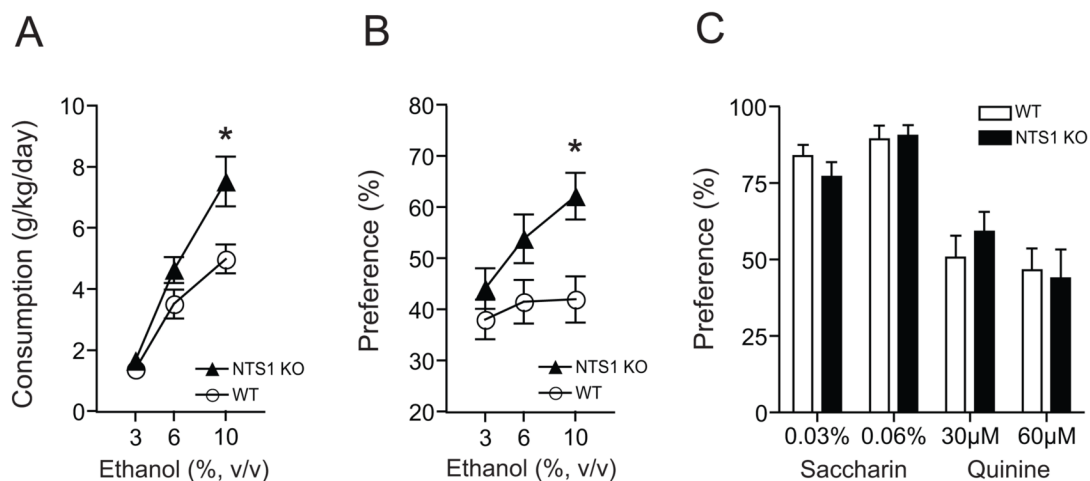 A
Consumption (g/kg/day)
10
8
6
4
2
0
*
NTS1 KO
WT
3 6 10
Ethanol (%, v/v)
B
Preference (%)
80
70
60
50
40
30
20
*
NTS1 KO
WT
3 6 10
Ethanol (%, v/v)
C
Preference (%)
100
75
50
25
0
WT
NTS1 KO
0.03% 0.06% 30µM 60µM
Saccharin Quinine